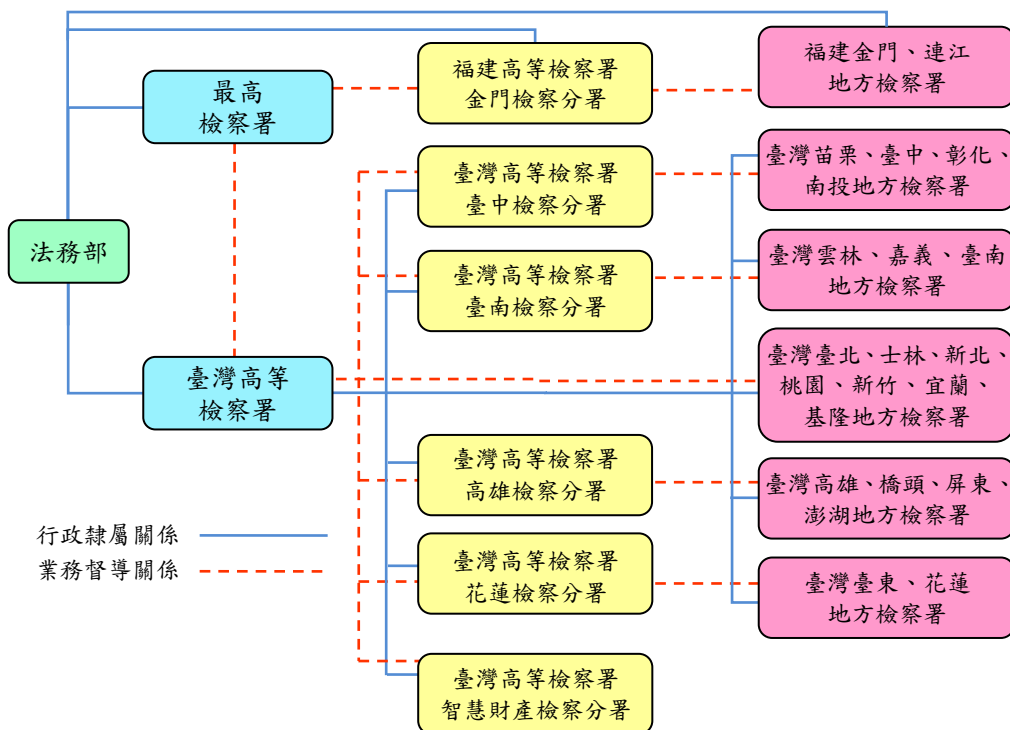 福建高等檢察署
金門檢察分署
福建金門、連江
地方檢察署
最高
檢察署
臺灣高等檢察署
臺中檢察分署
臺灣苗栗、臺中、彰化、
南投地方檢察署
法務部
臺灣高等檢察署
臺南檢察分署
臺灣雲林、嘉義、臺南
地方檢察署
臺灣高等
檢察署
臺灣臺北、士林、新北、
桃園、新竹、宜蘭、
基隆地方檢察署
臺灣高等檢察署
高雄檢察分署
臺灣高雄、橋頭、屏東、
澎湖地方檢察署
行政隸屬關係
業務督導關係
臺灣高等檢察署
花蓮檢察分署
臺灣臺東、花蓮
地方檢察署
臺灣高等檢察署
智慧財產檢察分署